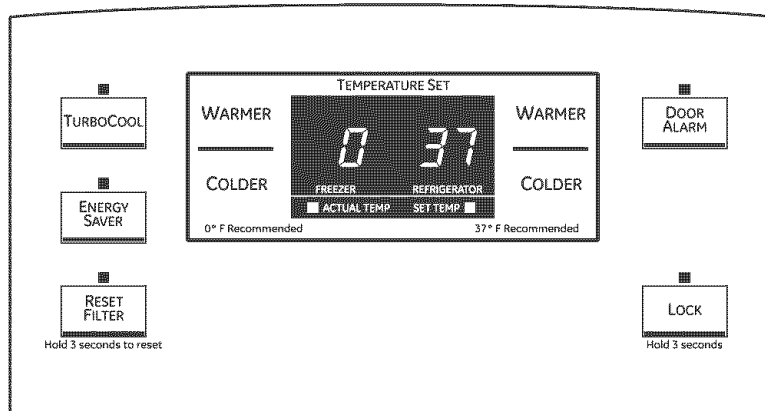 TEMPERATURE SET
TURBOCOOL
WARMER
0 37
WARMER
DOOR
ALARM
COLDER
FREEZER REFRIGERATOR
COLDER
ENERGY
SAVER
ACTUAL TEMP SET TEMP
0° F Recommended 37° F Recommended
RESET
FILTER
Hold 3 seconds to reset
LOCK
Hold 3 seconds